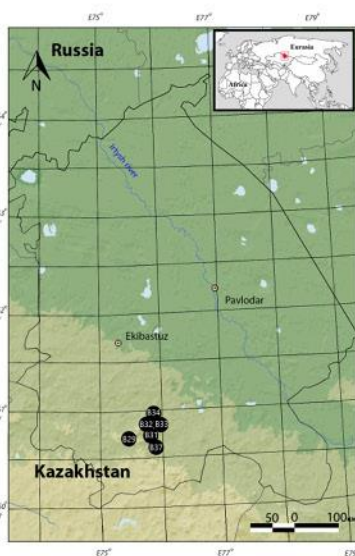 E75° E77° E79°
Russia
Eurasia
Africa
N
Irtysh river
Pavlodar
Ekibastuz
B34
B32 B33
B31
B29
B37
Kazakhstan
50 0 100
E75° E77°